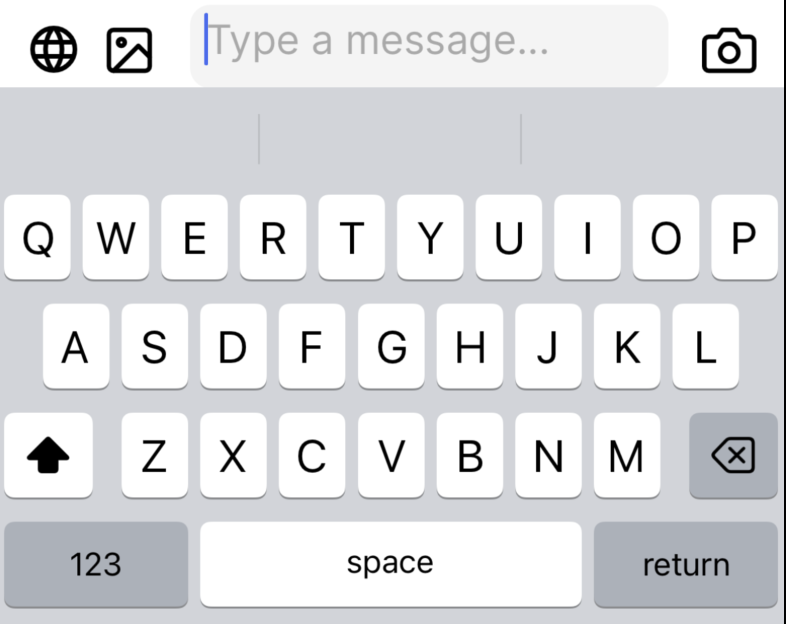 Type a message...
Q W E R T Y U I O P
A S D F G H J K L
Z X C V B N M
123 space return